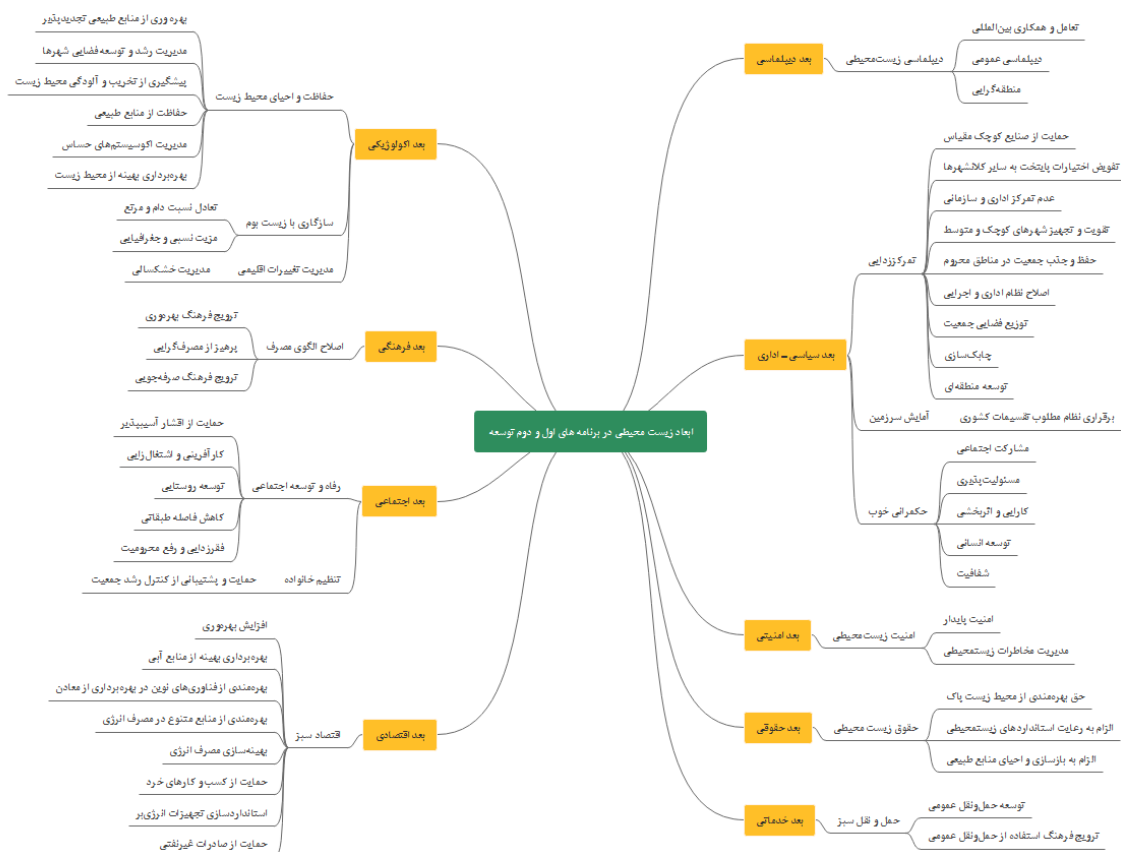 ابعاد زیست محیطی در برنامه های اول و دوم توسعه
بعد دیپلماسی
دیپلماسی زیست‌محیطی
تعامل و همکاری بین‌المللی
دیپلماسی عمومی
منطقه‌گرایی
بعد سیاسی - اداری
تمرکززدایی
حمایت از صنایع کوچک مقیاس
تفویض اختیارات پایتخت به سایر کلانشهرها
عدم تمرکز اداری و سازمانی
تقویت و تجهیز شهرهای کوچک و متوسط
حفظ و جذب جمعیت در مناطق محروم
اصلاح نظام اداری و اجرایی
توزیع فضایی جمعیت
چابک‌سازی
توسعه منطقه‌ای
آمایش سرزمین
برقراری نظام مطلوب تقسیمات کشوری
حکمرانی خوب
مشارکت اجتماعی
مسئولیت‌پذیری
کارایی و اثربخشی
توسعه انسانی
شفافیت
بعد امنیتی
امنیت زیست‌محیطی
امنیت پایدار
مدیریت مخاطرات زیستمحیطی
بعد حقوقی
حقوق زیست محیطی
حق بهره‌مندی از محیط زیست پاک
الزام به رعایت استانداردهای زیستمحیطی
الزام به بازسازی و احیای منابع طبیعی
بعد خدماتی
حمل و نقل سبز
توسعه حمل‌ونقل عمومی
ترویج فرهنگ استفاده از حمل‌ونقل عمومی
بعد اکولوژیکی
حفاظت و احیای محیط زیست
بهره وری از منابع طبیعی تجدیدپذیر
مدیریت رشد و توسعه فضایی شهرها
پیشگیری از تخریب و آلودگی محیط زیست
حفاظت از منابع طبیعی
مدیریت اکوسیستم‌های حساس
بهره‌برداری بهینه از محیط زیست
سازگاری با زیست بوم
تعادل نسبت دام و مرتع
مزیت نسبی و جغرافیایی
مدیریت تغییرات اقلیمی
مدیریت خشکسالی
بعد فرهنگی
اصلاح الگوی مصرف
ترویج فرهنگ بهره‌وری
پرهیز از مصرف‌گرایی
ترویج فرهنگ صرفه‌جویی
بعد اجتماعی
رفاه و توسعه اجتماعی
حمایت از اقشار آسیبپذیر
کارآفرینی و اشتغال‌زایی
توسعه روستایی
کاهش فاصله طبقاتی
فقرزدایی و رفع محرومیت
تنظیم خانواده
حمایت و پشتیبانی از کنترل رشد جمعیت
بعد اقتصادی
اقتصاد سبز
افزایش بهره‌وری
بهره‌برداری بهینه از منابع آبی
بهره‌مندی از فناوری‌های نوین در بهره‌برداری از معادن
بهره‌مندی از منابع متنوع در مصرف انرژی
بهینه‌سازی مصرف انرژی
حمایت از کسب و کارهای خرد
استانداردسازی تجهیزات انرژی‌بر
حمایت از صادرات غیرنفتی